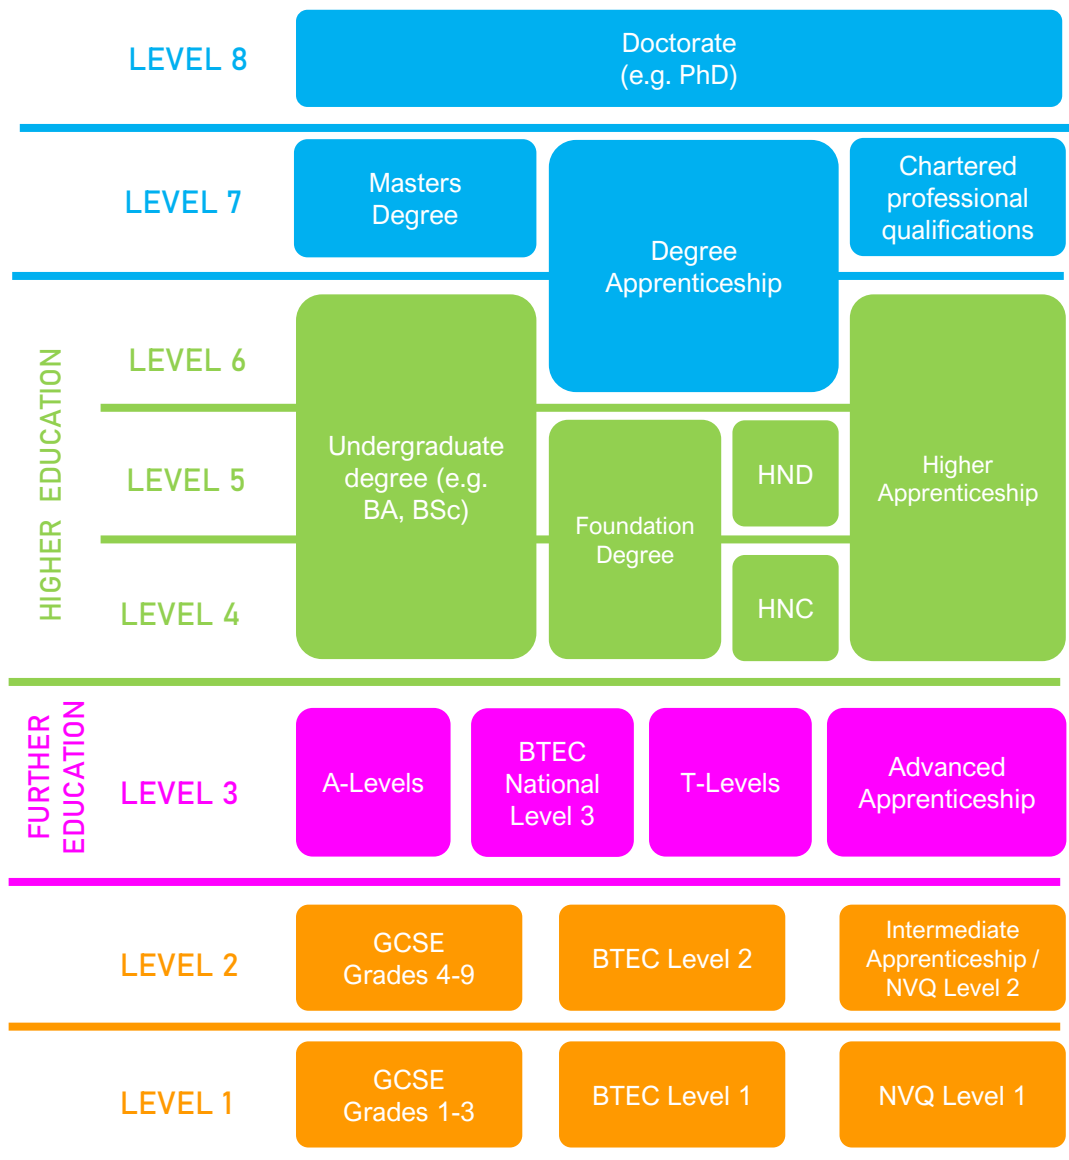 LEVEL 8
Doctorate
(e.g. PhD)
LEVEL 7
Masters
Degree
Degree
Apprenticeship
Chartered
professional
qualifications
HIGHER EDUCATION
LEVEL 6
LEVEL 5
LEVEL 4
Undergraduate
degree (e.g.
BA, BSc)
Foundation
Degree
HND
HNC
Higher
Apprenticeship
FURTHER
EDUCATION
LEVEL 3
A-Levels
BTEC
National
Level 3
T-Levels
Advanced
Apprenticeship
LEVEL 2
GCSE
Grades 4-9
BTEC Level 2
Intermediate
Apprenticeship /
NVQ Level 2
LEVEL 1
GCSE
Grades 1-3
BTEC Level 1
NVQ Level 1